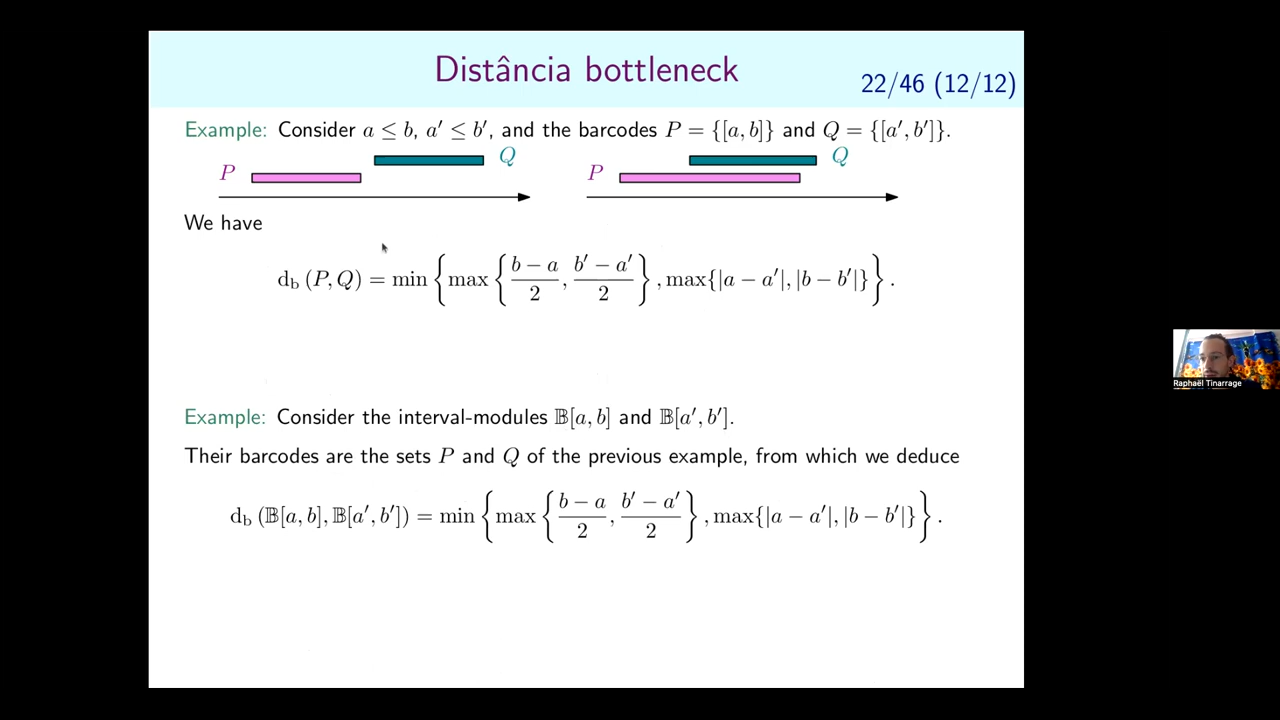 Distância bottleneck
22/46 (12/12)
Example: Consider a ≤ b, a′ ≤ b′, and the barcodes P = {[a, b]} and Q = {[a′, b′]}.
P Q P Q
We have
d_b (P, Q) = min { max { (b − a)/2, (b′ − a′)/2 }, max{|a − a′|, |b − b′|} }.
Example: Consider the interval-modules 𝔹[a, b] and 𝔹[a′, b′].
Their barcodes are the sets P and Q of the previous example, from which we deduce
d_b (𝔹[a, b], 𝔹[a′, b′]) = min { max { (b − a)/2, (b′ − a′)/2 }, max{|a − a′|, |b − b′|} }.
Raphaël Tinarrage